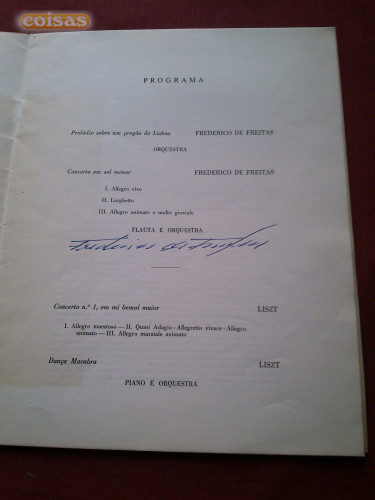 coisas
PROGRAMA
Prelúdio sobre um pregão de Lisboa FREDERICO DE FREITAS
ORQUESTRA
Concerto em sol menor FREDERICO DE FREITAS
I. Allegro vivo
II. Larghetto
III. Allegro animato e molto gioviale
FLAUTA E ORQUESTRA
Concerto n.º 1, em mi bemol maior LISZT
I. Allegro maestoso — II. Quasi Adagio - Allegretto vivace - Allegro
animato — III. Allegro marziale animato
Dança Macabra LISZT
PIANO E ORQUESTRA